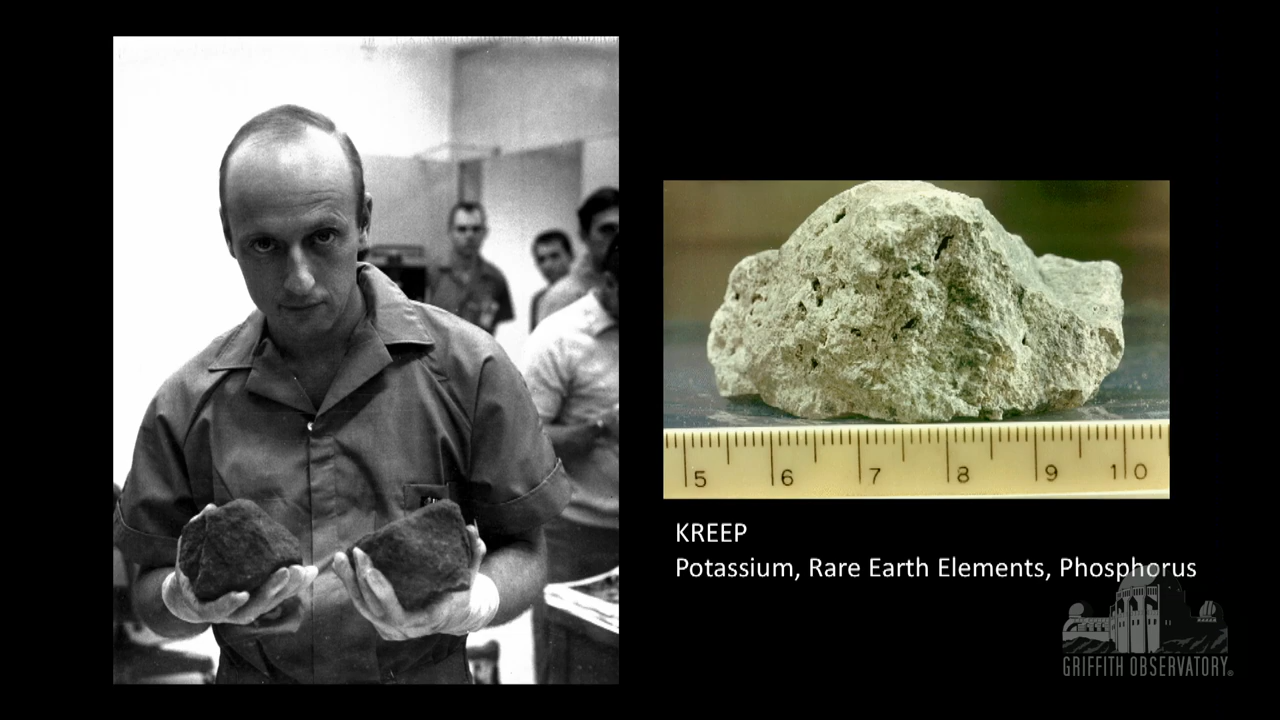 5 6 7 8 9 10
KREEP
Potassium, Rare Earth Elements, Phosphorus
GRIFFITH OBSERVATORY®